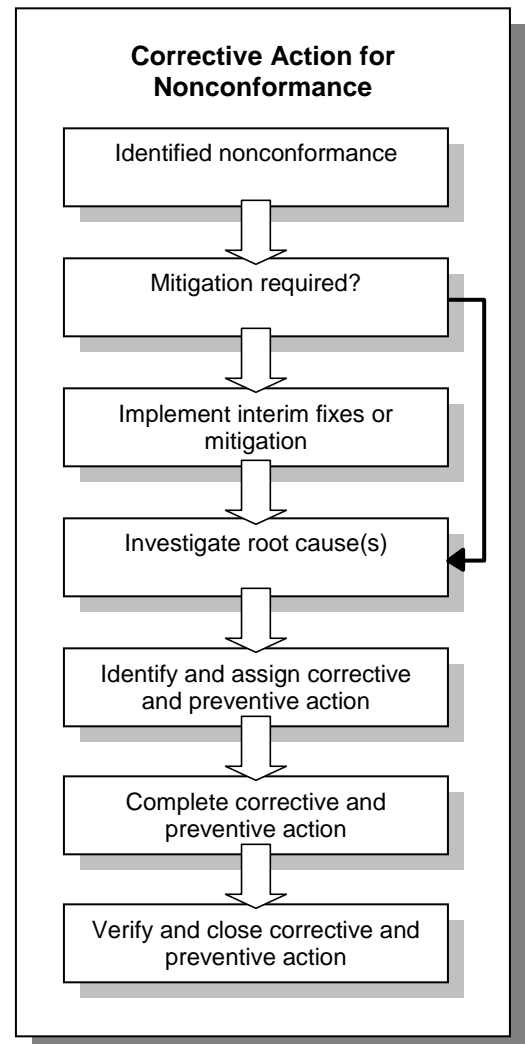 Corrective Action for
Nonconformance
Identified nonconformance
Mitigation required?
Implement interim fixes or
mitigation
Investigate root cause(s)
Identify and assign corrective
and preventive action
Complete corrective and
preventive action
Verify and close corrective and
preventive action